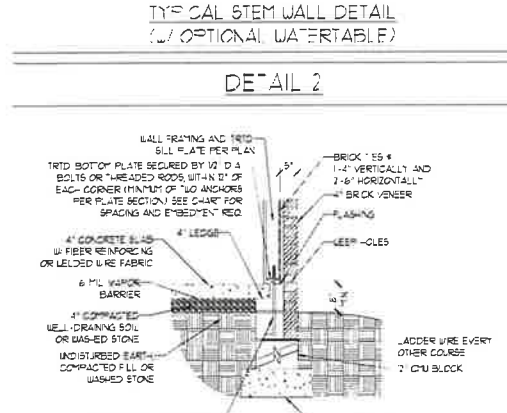 TYPICAL STEM WALL DETAIL
(W/ OPTIONAL WATERTABLE)
DETAIL 2
WALL FRAMING AND TRTD
SILL PLATE PER PLAN
TRTD BOTTOM PLATE SECURED BY 1/2" DIA
BOLTS OR THREADED RODS, WITHIN 12" OF
EACH CORNER (MINIMUM OF TWO ANCHORS
PER PLATE SECTION) SEE CHART FOR
SPACING AND EMBEDMENT REQ.
4" CONCRETE SLAB
W/ FIBER REINFORCING
OR WELDED WIRE FABRIC
4" LEDGE
6 MIL VAPOR
BARRIER
4" COMPACTED
WELL-DRAINING SOIL
OR WASHED STONE
UNDISTURBED EARTH,
COMPACTED FILL OR
WASHED STONE
5"
BRICK TIES @
1'-4" VERTICALLY AND
2'-6" HORIZONTALLY
4" BRICK VENEER
FLASHING
WEEP HOLES
LADDER WIRE EVERY
OTHER COURSE
12" CMU BLOCK